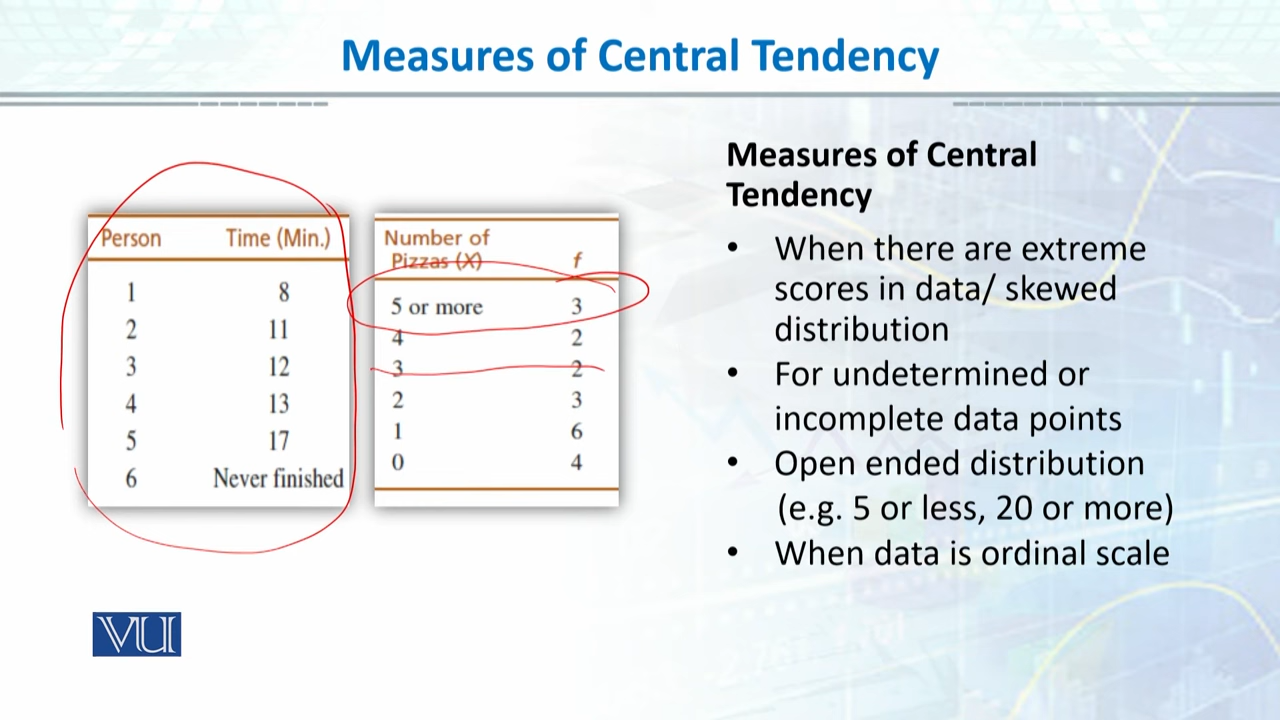 Measures of Central Tendency
Person Time (Min.)
1 8
2 11
3 12
4 13
5 17
6 Never finished
Number of
Pizzas (X) f
5 or more 3
4 2
3 2
2 3
1 6
0 4
Measures of Central
Tendency
• When there are extreme
scores in data/ skewed
distribution
• For undetermined or
incomplete data points
• Open ended distribution
(e.g. 5 or less, 20 or more)
• When data is ordinal scale
VU